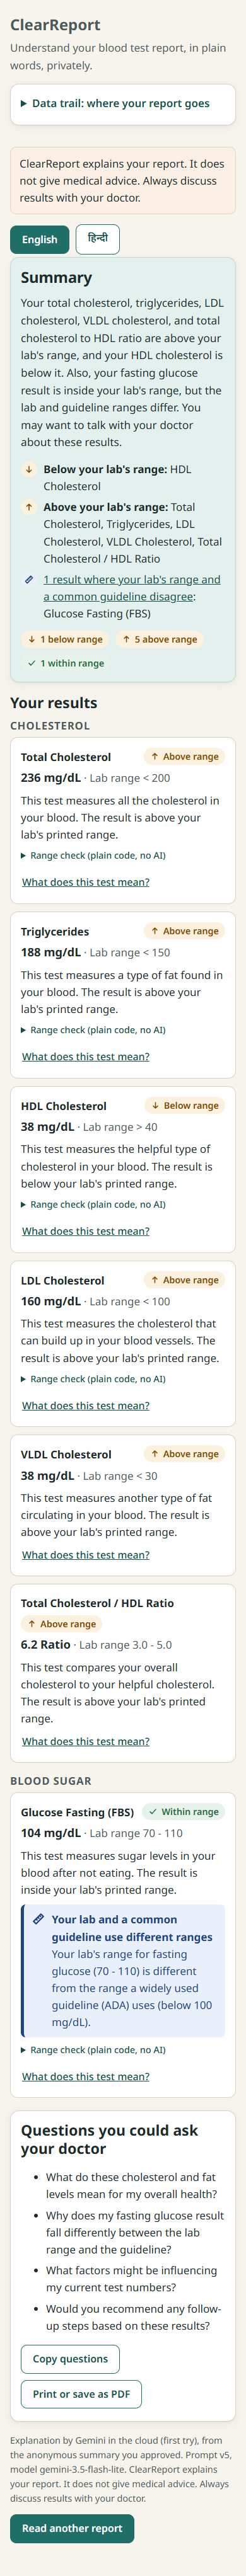 ClearReport
Understand your blood test report, in plain
words, privately.
Data trail: where your report goes
ClearReport explains your report. It does
not give medical advice. Always discuss
results with your doctor.
English
हिन्दी
Summary
Your total cholesterol, triglycerides, LDL
cholesterol, VLDL cholesterol, and total
cholesterol to HDL ratio are above your
lab's range, and your HDL cholesterol is
below it. Also, your fasting glucose
result is inside your lab's range, but the
lab and guideline ranges differ. You
may want to talk with your doctor
about these results.
↓ Below your lab's range: HDL
Cholesterol
↑ Above your lab's range: Total
Cholesterol, Triglycerides, LDL
Cholesterol, VLDL Cholesterol, Total
Cholesterol / HDL Ratio
1 result where your lab's range and
a common guideline disagree:
Glucose Fasting (FBS)
↓ 1 below range
↑ 5 above range
✓ 1 within range
Your results
CHOLESTEROL
Total Cholesterol
↑ Above range
236 mg/dL · Lab range < 200
This test measures all the cholesterol in
your blood. The result is above your
lab's printed range.
Range check (plain code, no AI)
What does this test mean?
Triglycerides
↑ Above range
188 mg/dL · Lab range < 150
This test measures a type of fat found in
your blood. The result is above your
lab's printed range.
Range check (plain code, no AI)
What does this test mean?
HDL Cholesterol
↓ Below range
38 mg/dL · Lab range > 40
This test measures the helpful type of
cholesterol in your blood. The result is
below your lab's printed range.
Range check (plain code, no AI)
What does this test mean?
LDL Cholesterol
↑ Above range
160 mg/dL · Lab range < 100
This test measures the cholesterol that
can build up in your blood vessels. The
result is above your lab's printed range.
Range check (plain code, no AI)
What does this test mean?
VLDL Cholesterol
↑ Above range
38 mg/dL · Lab range < 30
This test measures another type of fat
circulating in your blood. The result is
above your lab's printed range.
What does this test mean?
Total Cholesterol / HDL Ratio
↑ Above range
6.2 Ratio · Lab range 3.0 - 5.0
This test compares your overall
cholesterol to your helpful cholesterol.
The result is above your lab's printed
range.
What does this test mean?
BLOOD SUGAR
Glucose Fasting (FBS)
✓ Within range
104 mg/dL · Lab range 70 - 110
This test measures sugar levels in your
blood after not eating. The result is
inside your lab's printed range.
Your lab and a common
guideline use different ranges
Your lab's range for fasting
glucose (70 - 110) is different
from the range a widely used
guideline (ADA) uses (below 100
mg/dL).
Range check (plain code, no AI)
What does this test mean?
Questions you could ask
your doctor
• What do these cholesterol and fat
levels mean for my overall health?
• Why does my fasting glucose result
fall differently between the lab
range and the guideline?
• What factors might be influencing
my current test numbers?
• Would you recommend any follow-
up steps based on these results?
Copy questions
Print or save as PDF
Explanation by Gemini in the cloud (first try), from
the anonymous summary you approved. Prompt v5,
model gemini-3.5-flash-lite. ClearReport explains
your report. It does not give medical advice. Always
discuss results with your doctor.
Read another report